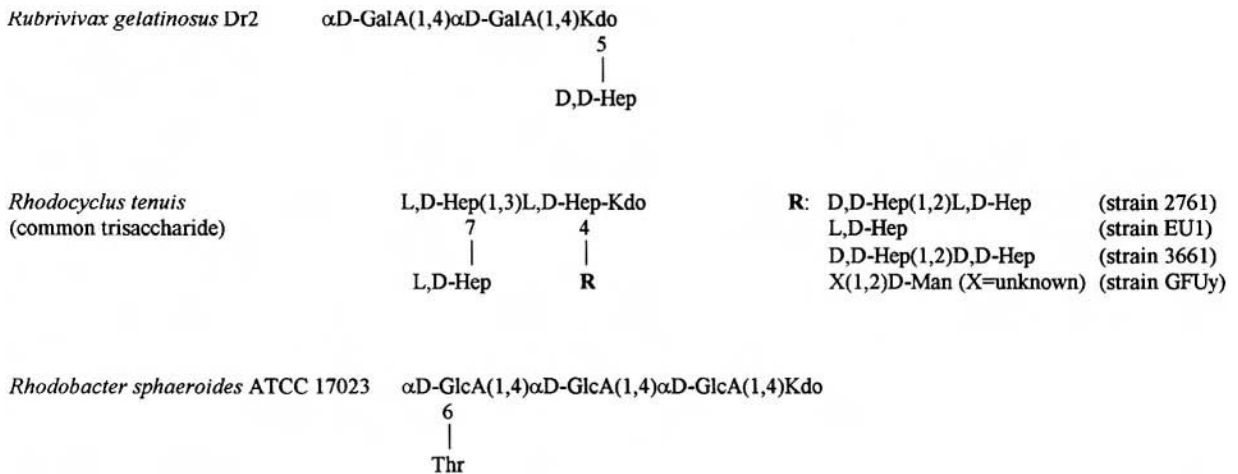 Rubrivivax gelatinosus Dr2 αD-GalA(1,4)αD-GalA(1,4)Kdo
5
|
D,D-Hep
Rhodocyclus tenuis L,D-Hep(1,3)L,D-Hep-Kdo R: D,D-Hep(1,2)L,D-Hep (strain 2761)
(common trisaccharide) 7 4 L,D-Hep (strain EU1)
| | D,D-Hep(1,2)D,D-Hep (strain 3661)
L,D-Hep R X(1,2)D-Man (X=unknown) (strain GFUy)
Rhodobacter sphaeroides ATCC 17023 αD-GlcA(1,4)αD-GlcA(1,4)αD-GlcA(1,4)Kdo
6
|
Thr